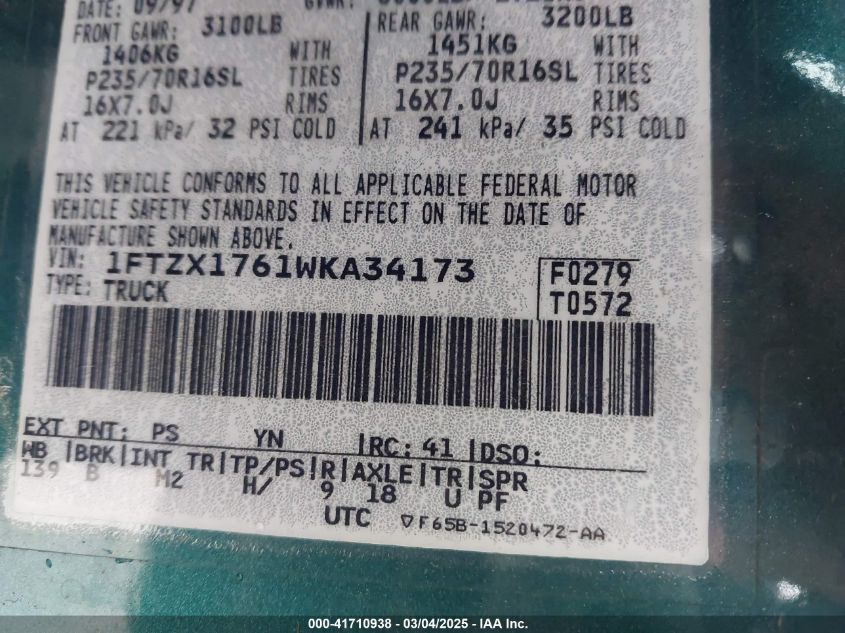 DATE: 09/97 GVWR:
FRONT GAWR: 3100LB REAR GAWR: 3200LB
1406KG WITH 1451KG WITH
P235/70R16SL TIRES P235/70R16SL TIRES
16X7.0J RIMS 16X7.0J RIMS
AT 221 kPa/ 32 PSI COLD AT 241 kPa/ 35 PSI COLD
THIS VEHICLE CONFORMS TO ALL APPLICABLE FEDERAL MOTOR
VEHICLE SAFETY STANDARDS IN EFFECT ON THE DATE OF
MANUFACTURE SHOWN ABOVE.
VIN: 1FTZX1761WKA34173 F0279
TYPE: TRUCK T0572
EXT PNT: PS YN RC: 41 DSO:
WB BRK INT TR TP/PS R AXLE TR SPR
139 B M2 H/ 9 18 U PF
UTC ▽F65B-1520472-AA
000-41710938 - 03/04/2025 - IAA Inc.